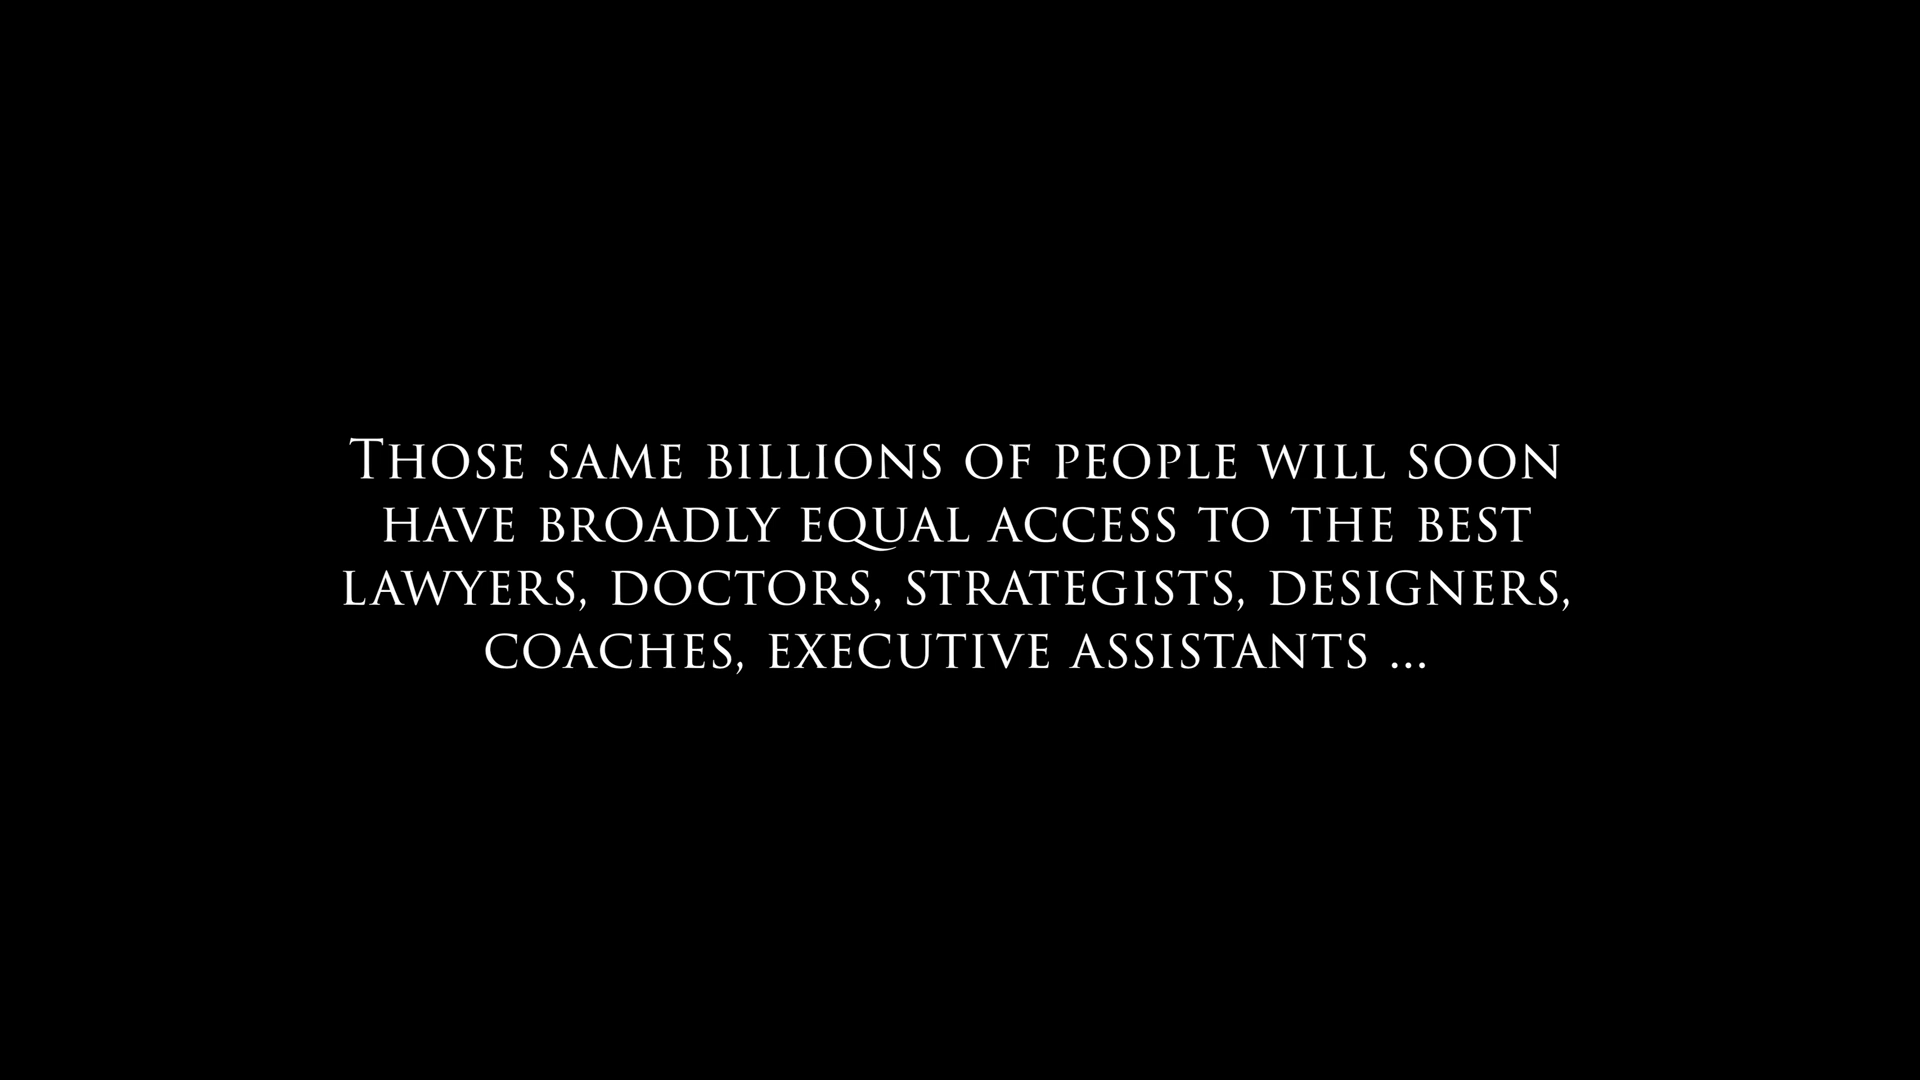 Those same billions of people will soon
have broadly equal access to the best
lawyers, doctors, strategists, designers,
coaches, executive assistants ...